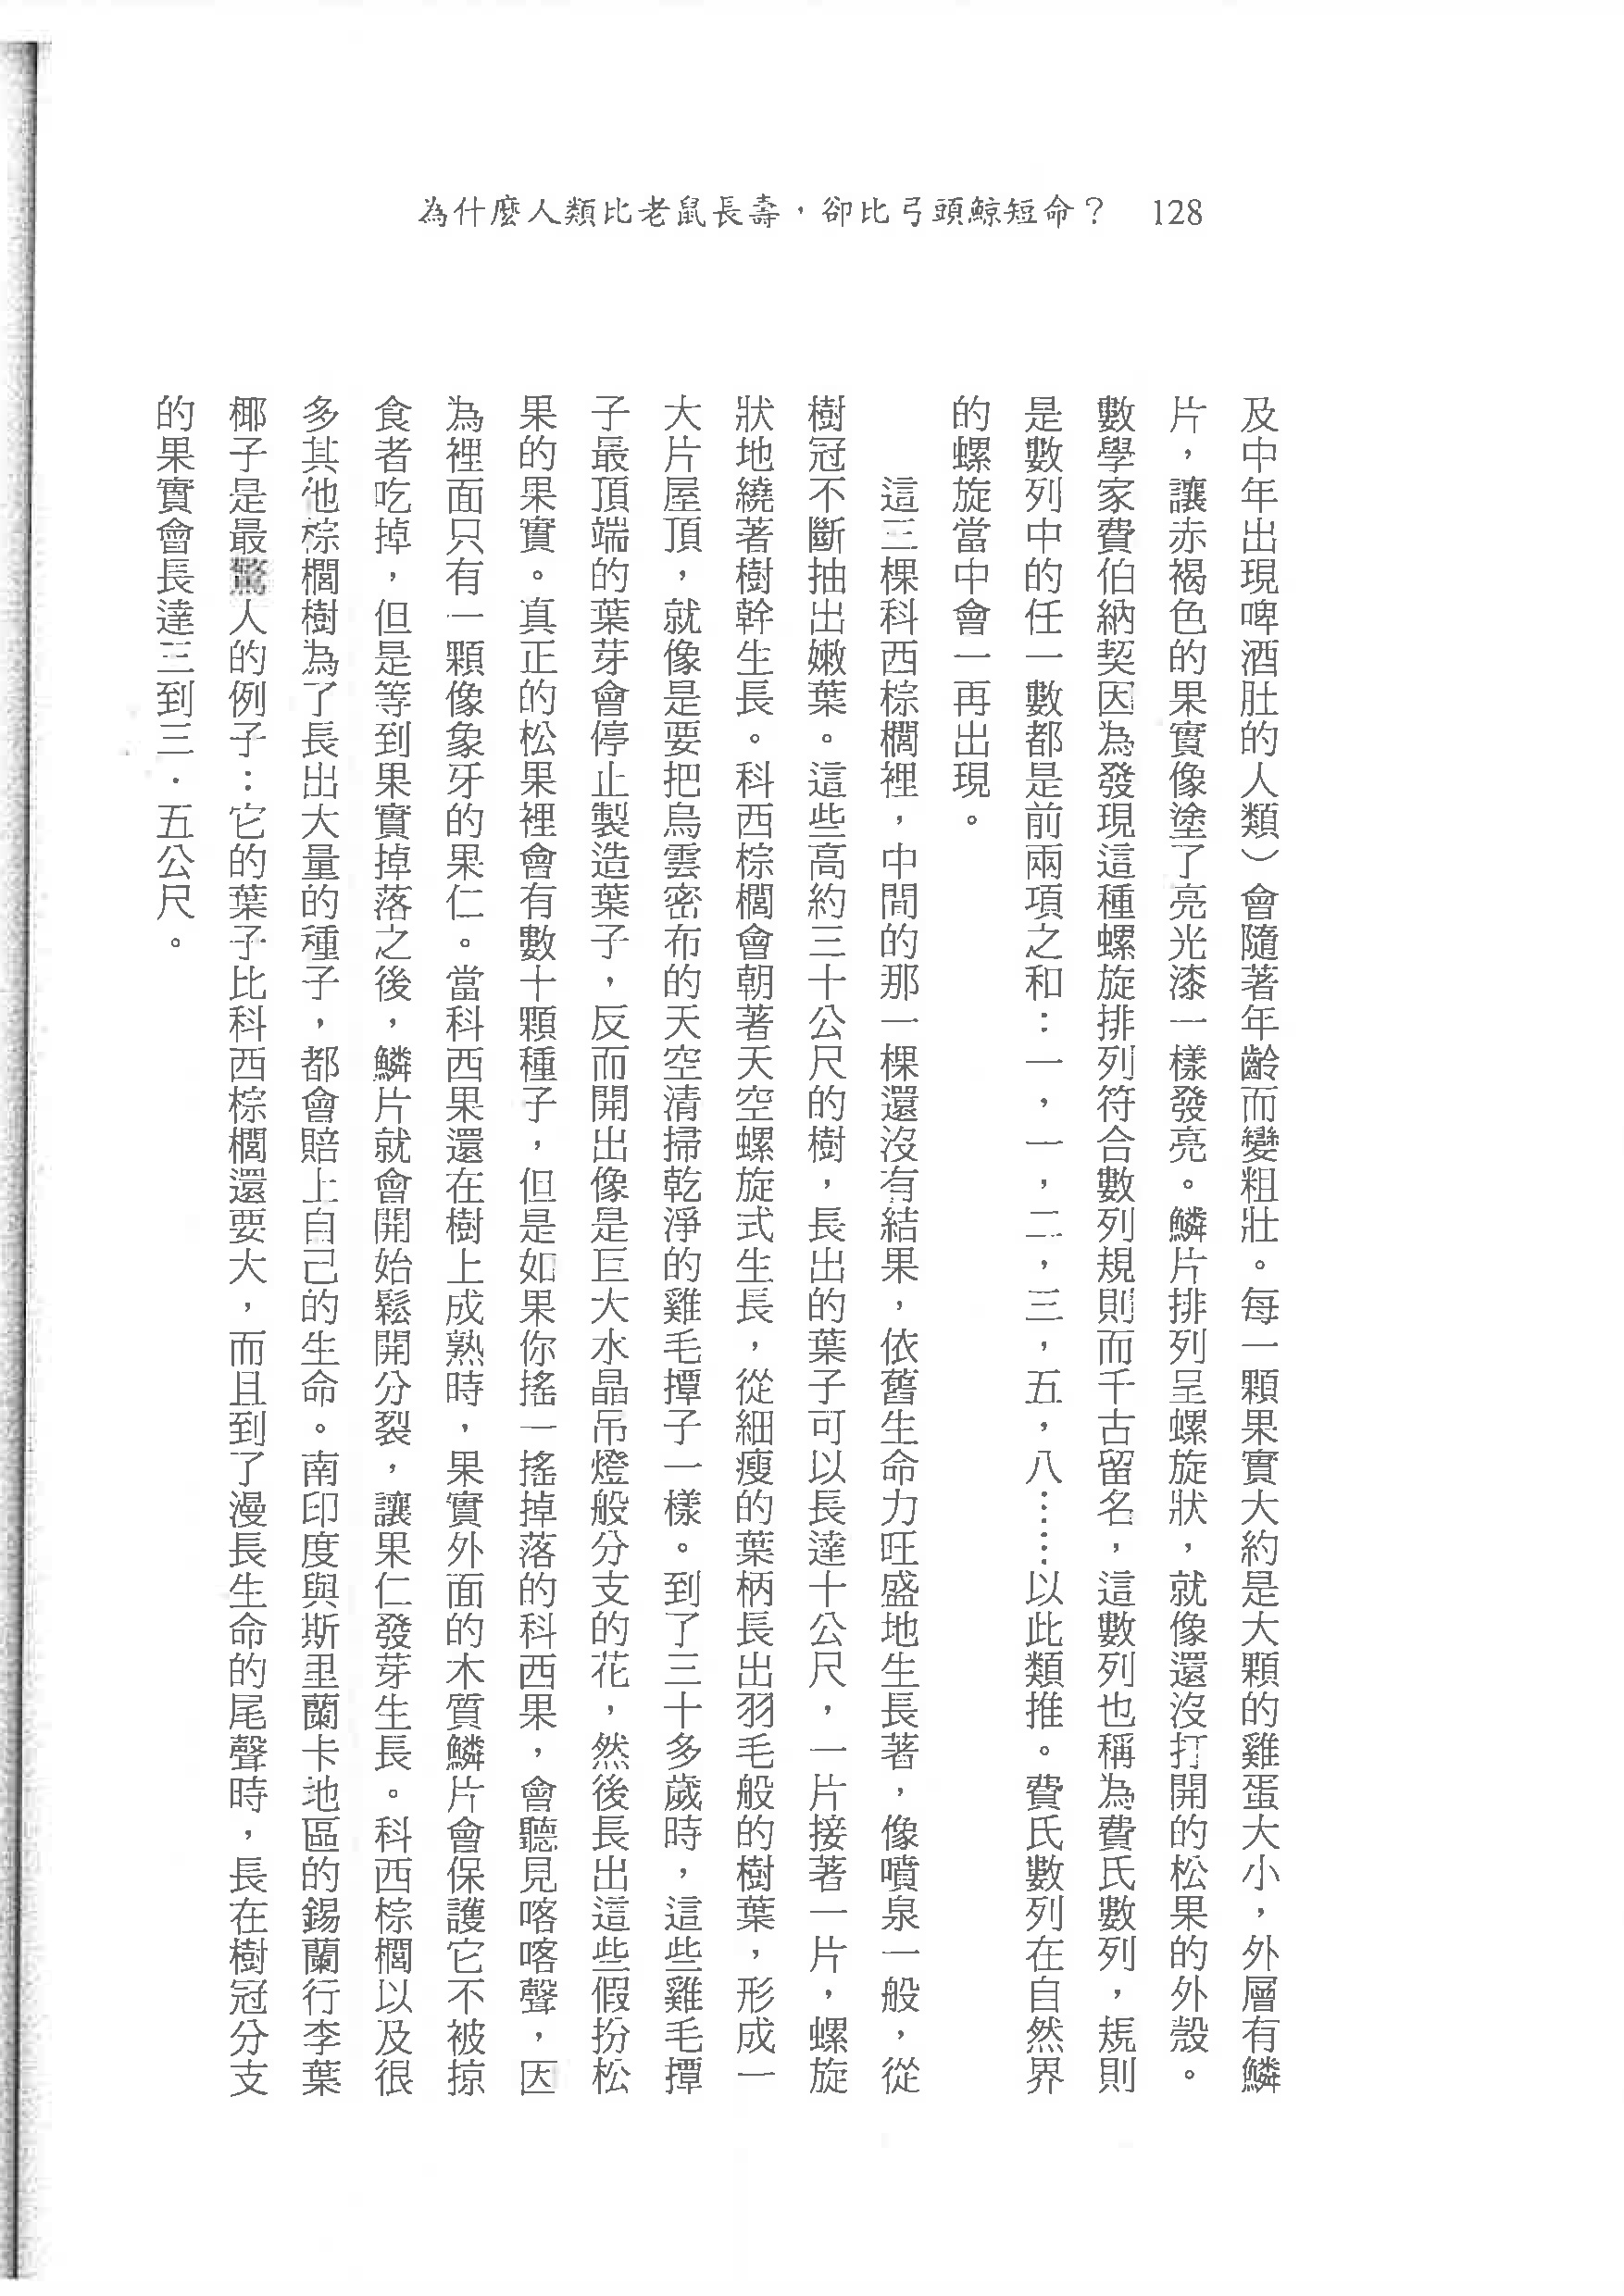 為什麼人類比老鼠長壽，卻比弓頭鯨短命？ 128
及中年出現啤酒肚的人類）會隨著年齡而變粗壯。每一顆果實大約是大顆的雞蛋大小，外層有鱗
片，讓赤褐色的果實像塗了亮光漆一樣發亮。鱗片排列呈螺旋狀，就像還沒打開的松果的外殼。
數學家費伯納契因為發現這種螺旋排列符合數列規則而千古留名，這數列也稱為費氏數列，規則
是數列中的任一數都是前兩項之和：一，一，二，三，五，八……以此類推。費氏數列在自然界
的螺旋當中會一再出現。
這三棵科西棕櫚裡，中間的那一棵還沒有結果，依舊生命力旺盛地生長著，像噴泉一般，從
樹冠不斷抽出嫩葉。這些高約三十公尺的樹，長出的葉子可以長達十公尺，一片接著一片，螺旋
狀地繞著樹幹生長。科西棕櫚會朝著天空螺旋式生長，從細瘦的葉柄長出羽毛般的樹葉，形成一
大片屋頂，就像是要把烏雲密布的天空清掃乾淨的雞毛撢子一樣。到了三十多歲時，這些雞毛撢
子最頂端的葉芽會停止製造葉子，反而開出像是巨大水晶吊燈般分支的花，然後長出這些假扮松
果的果實。真正的松果裡會有數十顆種子，但是如果你搖一搖掉落的科西果，會聽見喀喀聲，因
為裡面只有一顆像象牙的果仁。當科西果還在樹上成熟時，果實外面的木質鱗片會保護它不被掠
食者吃掉，但是等到果實掉落之後，鱗片就會開始鬆開分裂，讓果仁發芽生長。科西棕櫚以及很
多其他棕櫚樹為了長出大量的種子，都會賠上自己的生命。南印度與斯里蘭卡地區的錫蘭行李葉
椰子是最驚人的例子：它的葉子比科西棕櫚還要大，而且到了漫長生命的尾聲時，長在樹冠分支
的果實會長達三到三．五公尺。